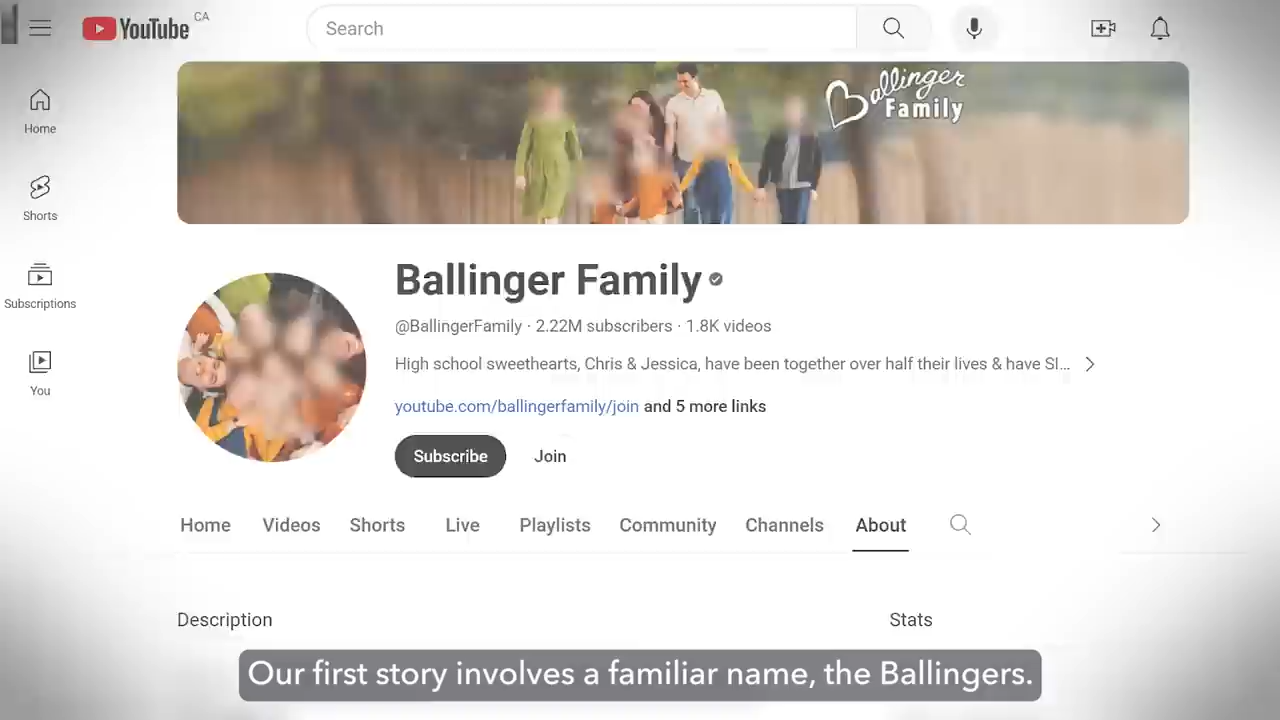 YouTube CA
Search
Home
Shorts
Subscriptions
You
Ballinger
Family
Ballinger Family
@BallingerFamily · 2.22M subscribers · 1.8K videos
High school sweethearts, Chris & Jessica, have been together over half their lives & have SI...
youtube.com/ballingerfamily/join and 5 more links
Subscribe Join
Home Videos Shorts Live Playlists Community Channels About
Description Stats
Our first story involves a familiar name, the Ballingers.